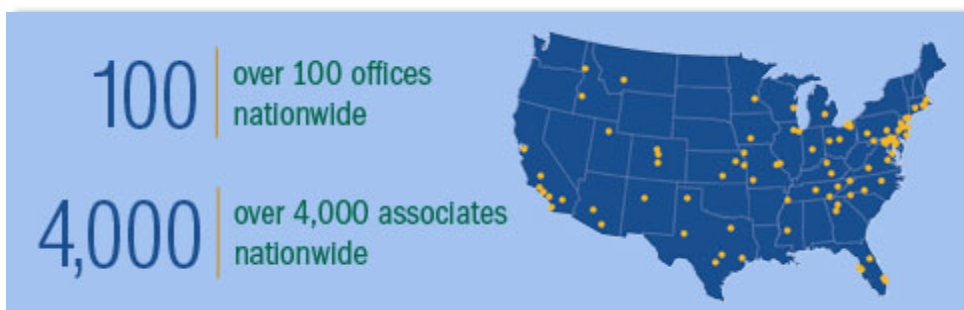 100
over 100 offices
nationwide
4,000
over 4,000 associates
nationwide